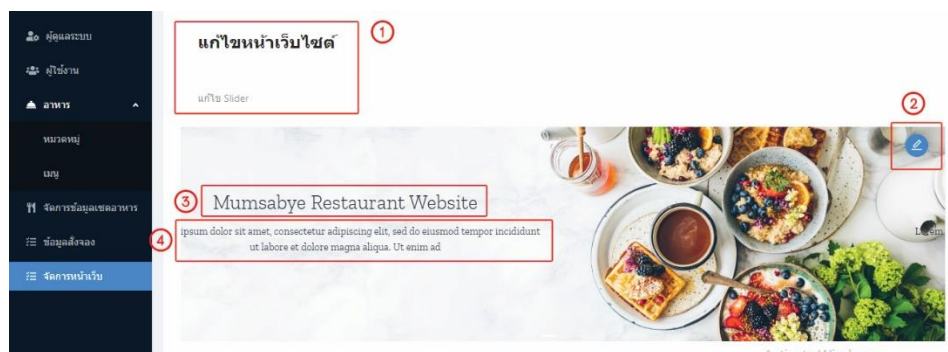 ผู้ดูแลระบบ
ผู้ใช้งาน
อาหาร
หมวดหมู่
เมนู
จัดการข้อมูลเซตอาหาร
ข้อมูลสั่งจอง
จัดการหน้าเว็บ
แก้ไขหน้าเว็บไซต์
1
แก้ไข Slider
2
3
Mumsabye Restaurant Website
4
ipsum dolor sit amet, consectetur adipiscing elit, sed do eiusmod tempor incididunt
ut labore et dolore magna aliqua. Ut enim ad
Lorem